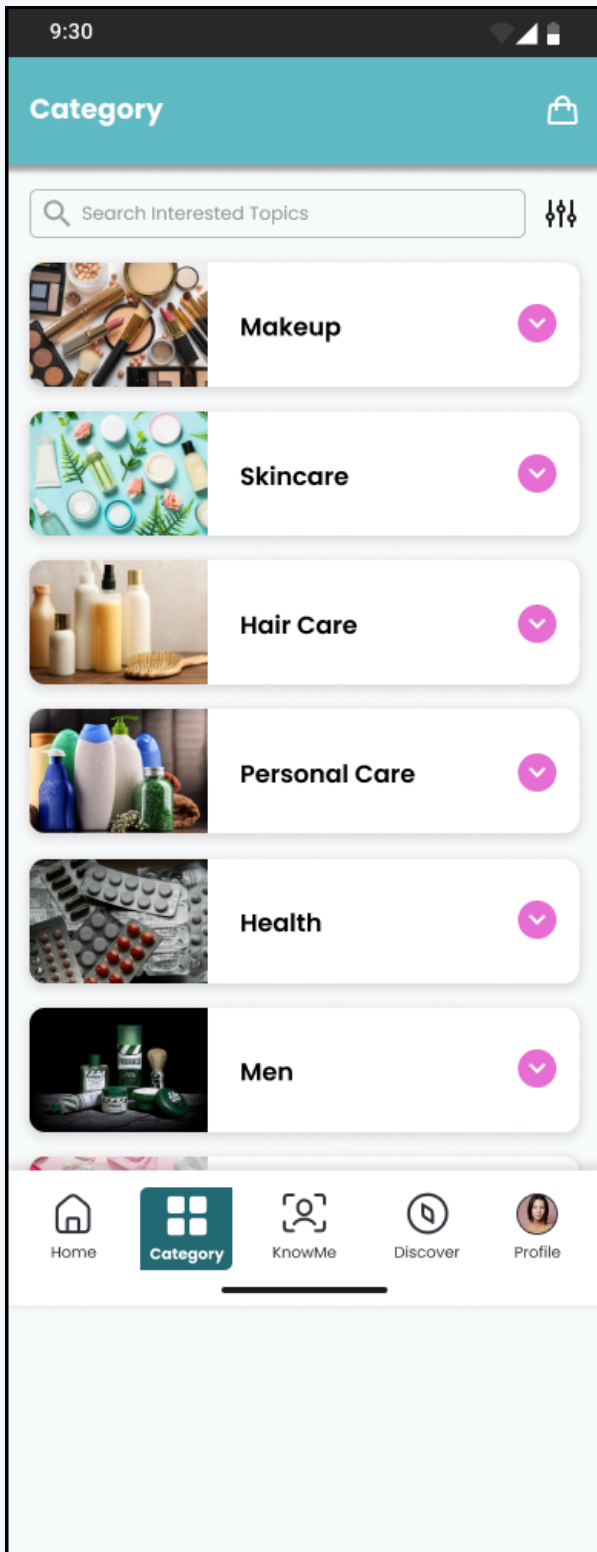 9:30
Category
Search Interested Topics
Makeup
Skincare
Hair Care
Personal Care
Health
Men
Home
Category
KnowMe
Discover
Profile